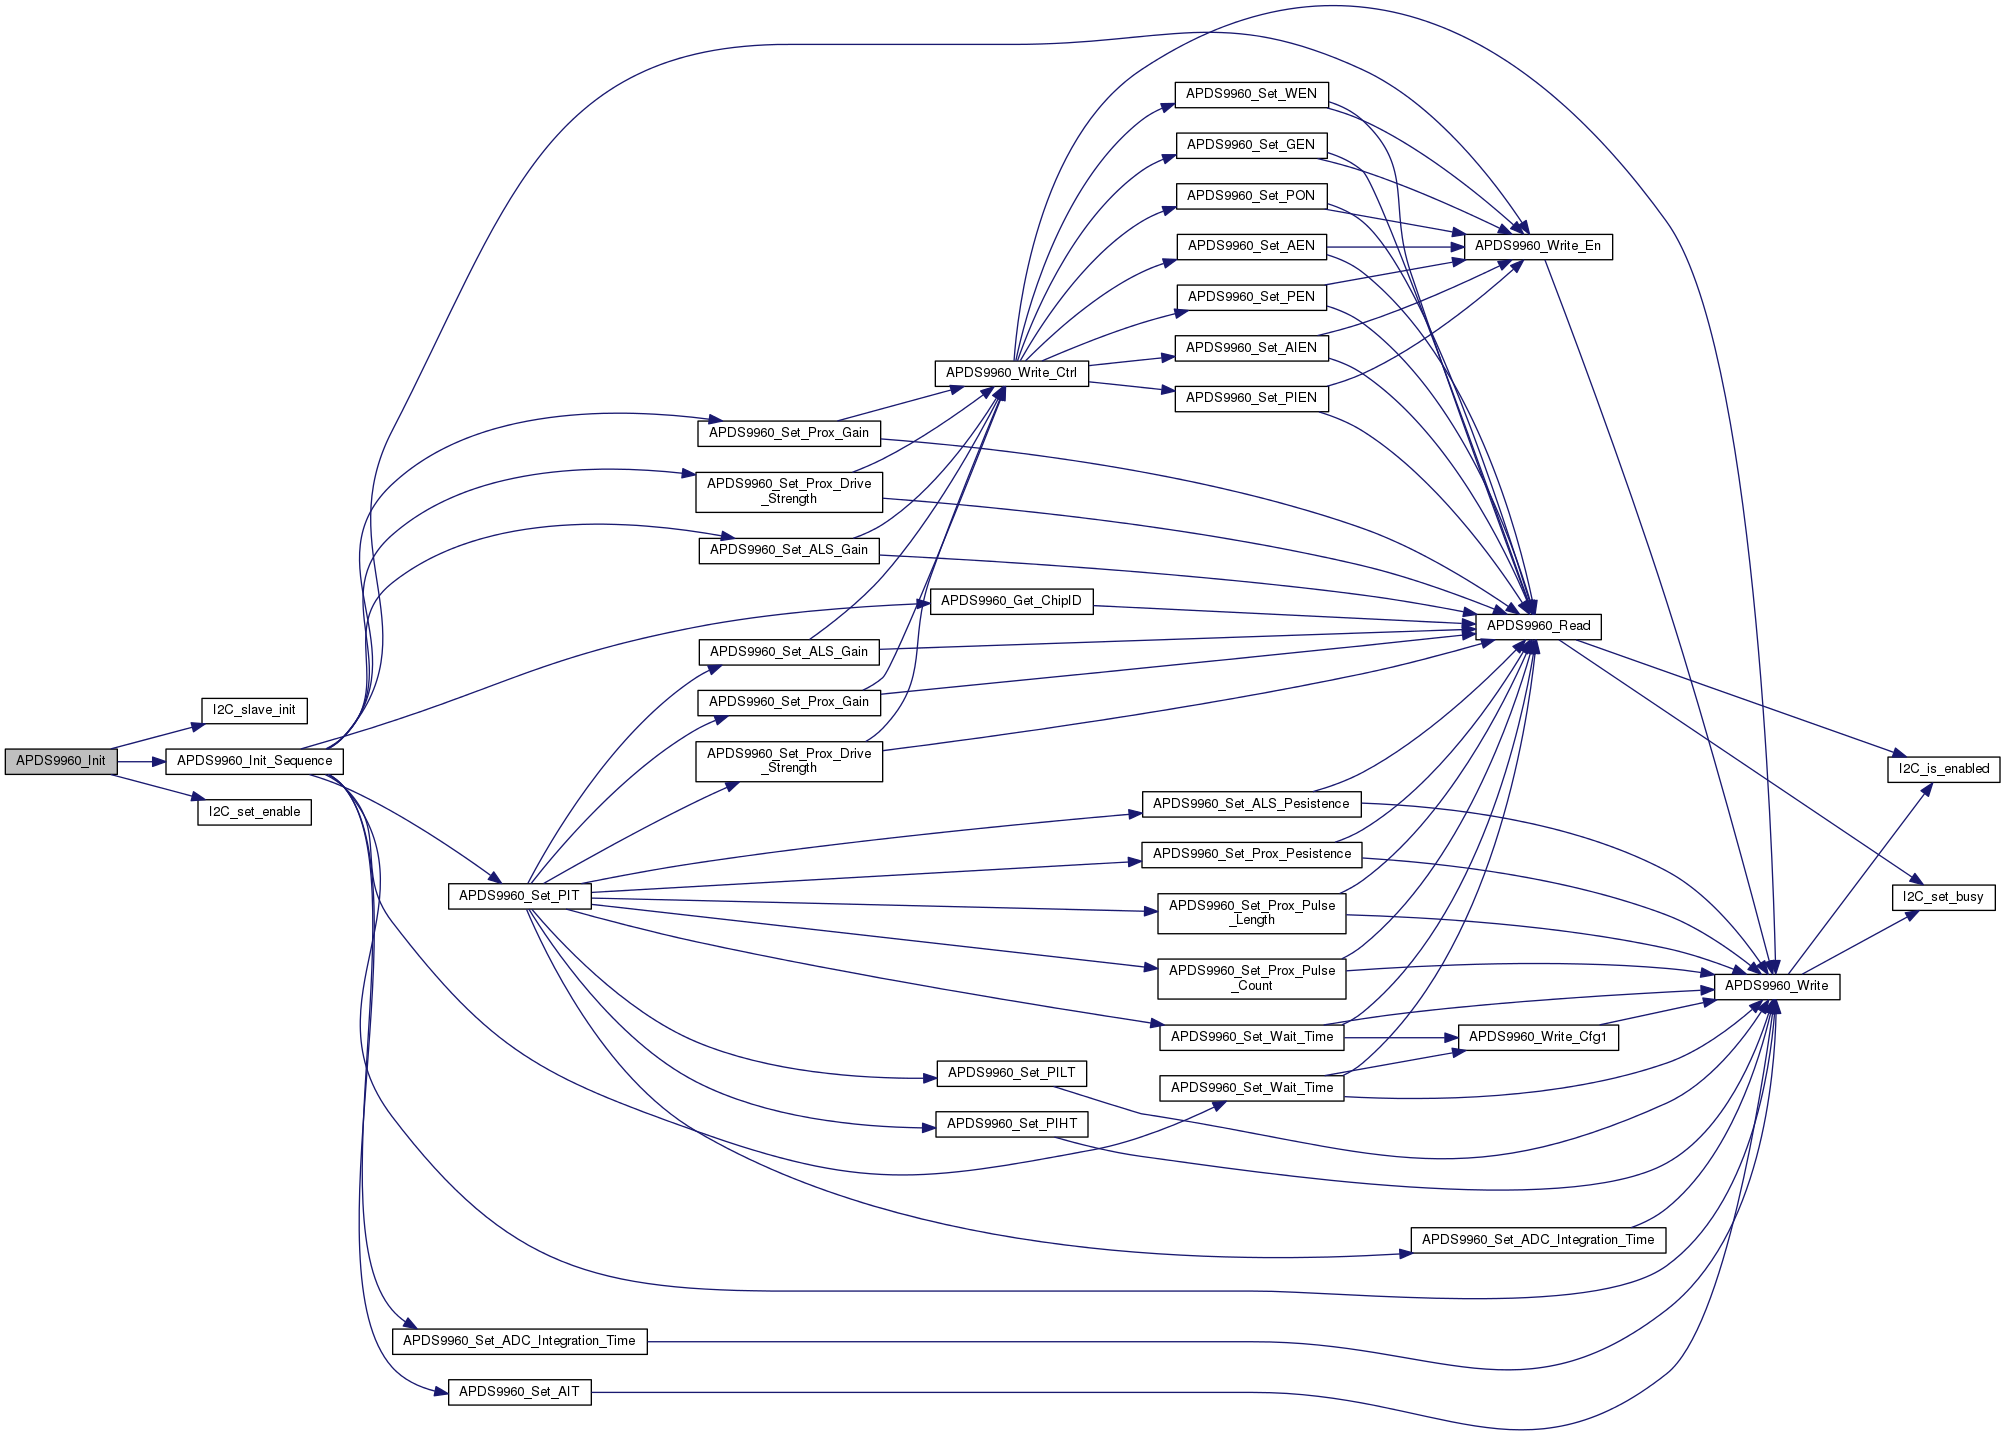 APDS9960_Init
I2C_slave_init
APDS9960_Init_Sequence
I2C_set_enable
APDS9960_Set_Prox_Gain
APDS9960_Set_Prox_Drive
_Strength
APDS9960_Set_ALS_Gain
APDS9960_Get_ChipID
APDS9960_Set_PIT
APDS9960_Set_ALS_Gain
APDS9960_Set_Prox_Gain
APDS9960_Set_Prox_Drive
_Strength
APDS9960_Write_Ctrl
APDS9960_Set_WEN
APDS9960_Set_GEN
APDS9960_Set_PON
APDS9960_Set_AEN
APDS9960_Set_PEN
APDS9960_Set_AIEN
APDS9960_Set_PIEN
APDS9960_Write_En
APDS9960_Read
APDS9960_Set_ALS_Pesistence
APDS9960_Set_Prox_Pesistence
APDS9960_Set_Prox_Pulse
_Length
APDS9960_Set_Prox_Pulse
_Count
APDS9960_Set_Wait_Time
APDS9960_Set_Wait_Time
APDS9960_Write_Cfg1
APDS9960_Set_PILT
APDS9960_Set_PIHT
APDS9960_Set_ADC_Integration_Time
APDS9960_Set_ADC_Integration_Time
APDS9960_Set_AIT
APDS9960_Write
I2C_is_enabled
I2C_set_busy